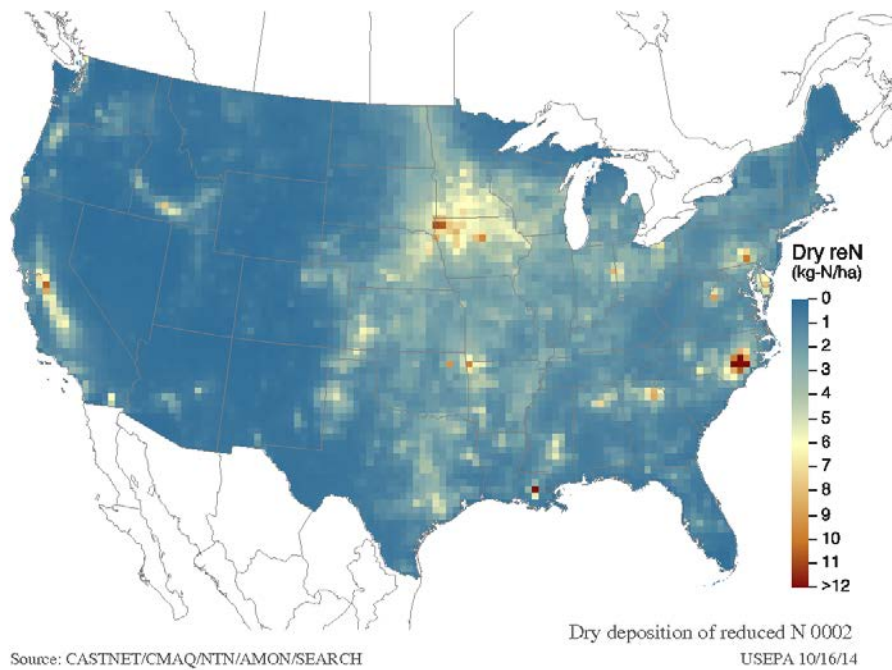 Dry reN
(kg-N/ha)
0
1
2
3
4
5
6
7
8
9
10
11
>12
Dry deposition of reduced N 0002
Source: CASTNET/CMAQ/NTN/AMON/SEARCH
USEPA 10/16/14